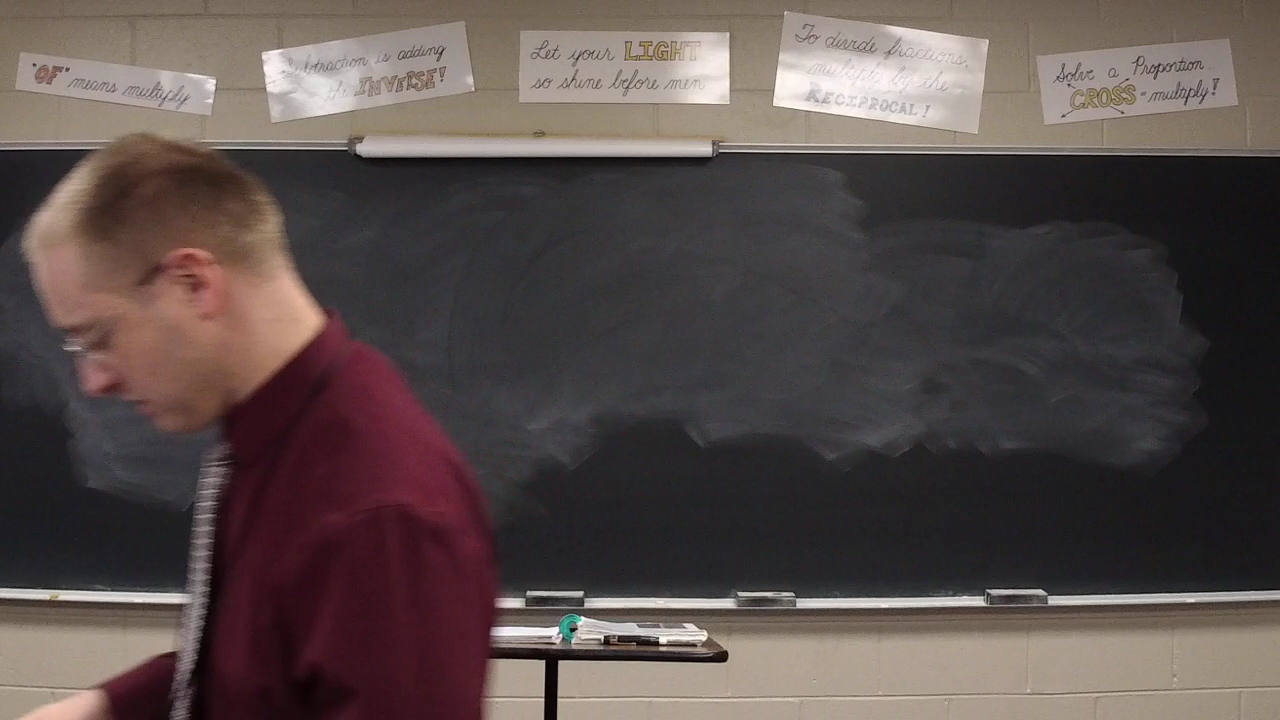 "OF" means multiply
Subtraction is adding
the INVERSE!
Let your LIGHT
so shine before men
To divide fractions,
multiply by the
RECIPROCAL!
Solve a Proportion
CROSS-multiply!